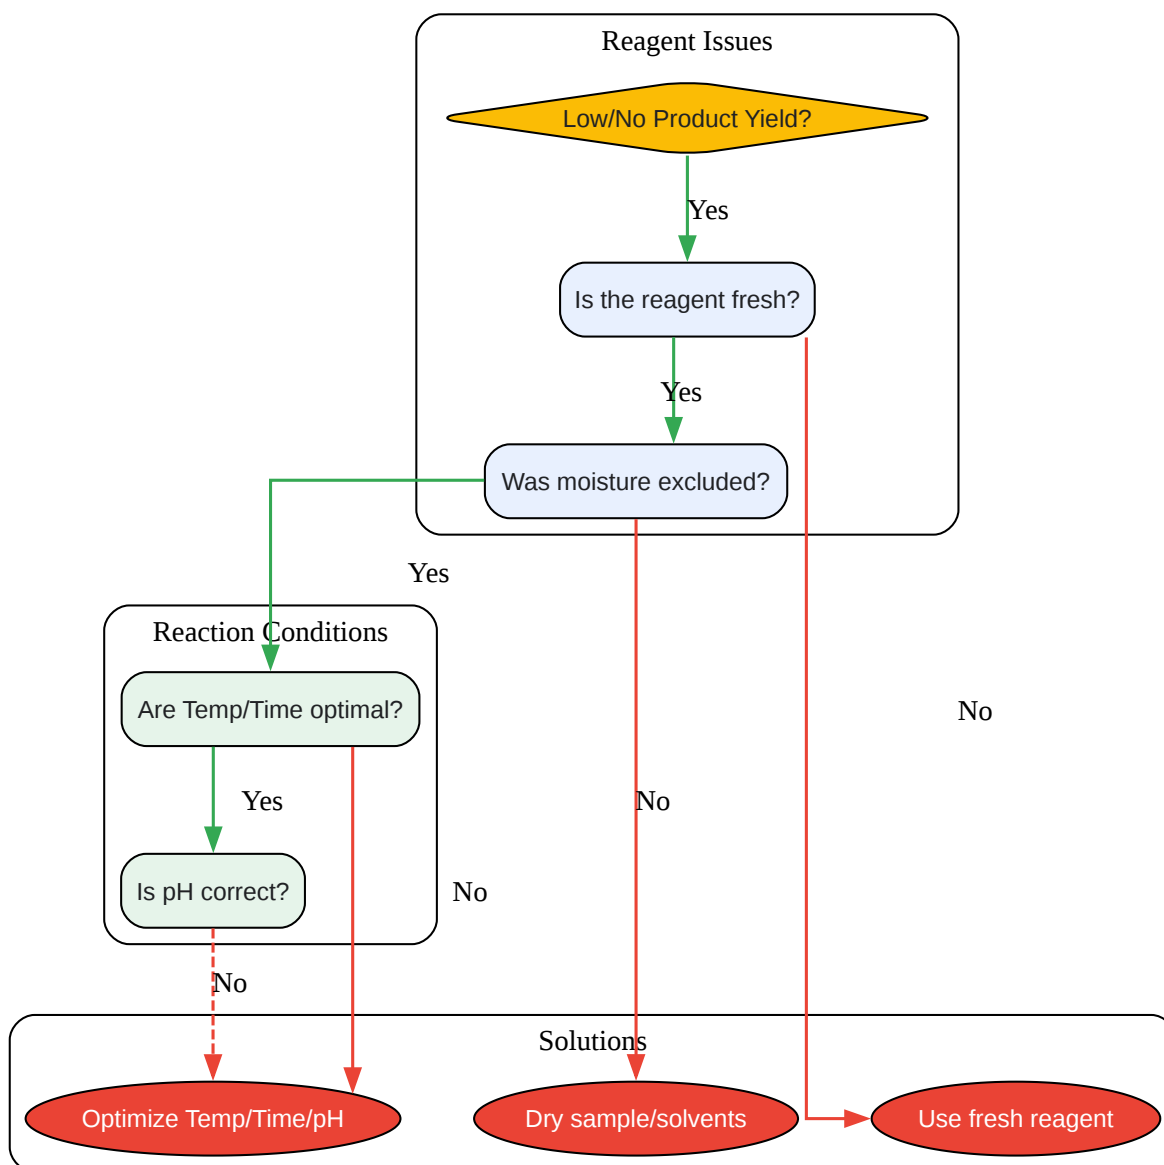 Reagent Issues
Low/No Product Yield?
Yes
Is the reagent fresh?
Yes
Was moisture excluded?
Yes
Reaction Conditions
Are Temp/Time optimal?
No
Yes
No
Is pH correct?
No
No
Solutions
Optimize Temp/Time/pH
Dry sample/solvents
Use fresh reagent